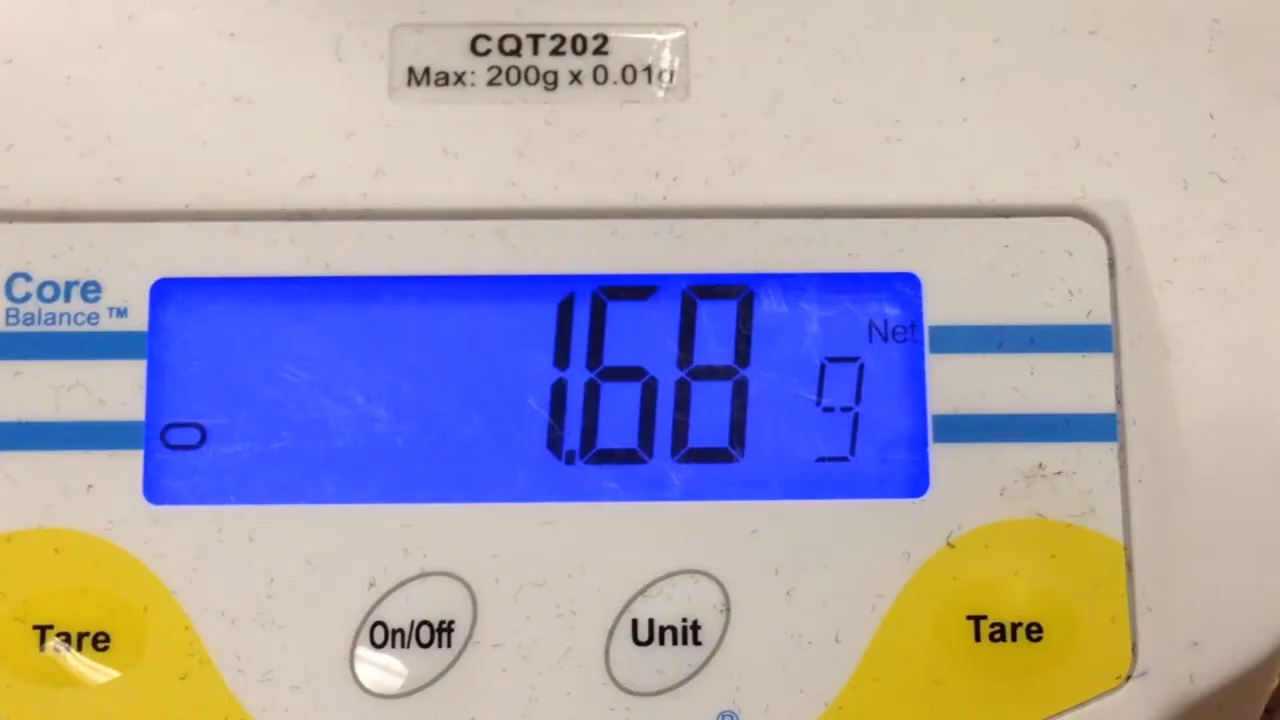 CQT202
Max: 200g x 0.01g
Core
Balance™
1.68 g
Net
Tare
On/Off
Unit
Tare
®